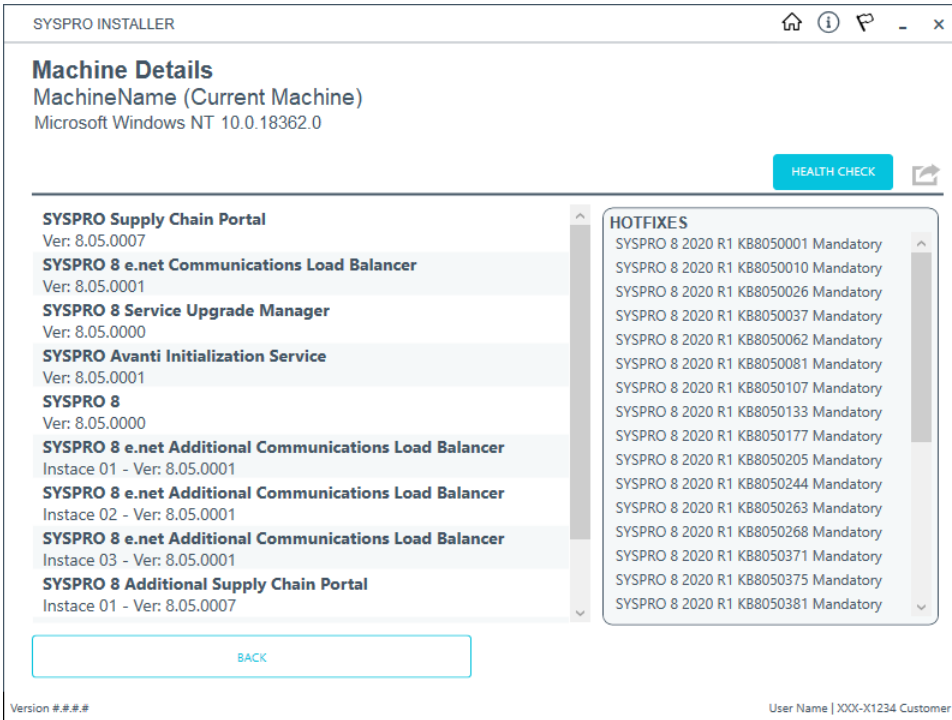 SYSPRO INSTALLER
Machine Details
MachineName (Current Machine)
Microsoft Windows NT 10.0.18362.0
HEALTH CHECK
SYSPRO Supply Chain Portal
Ver: 8.05.0007
SYSPRO 8 e.net Communications Load Balancer
Ver: 8.05.0001
SYSPRO 8 Service Upgrade Manager
Ver: 8.05.0000
SYSPRO Avanti Initialization Service
Ver: 8.05.0001
SYSPRO 8
Ver: 8.05.0000
SYSPRO 8 e.net Additional Communications Load Balancer
Instace 01 - Ver: 8.05.0001
SYSPRO 8 e.net Additional Communications Load Balancer
Instace 02 - Ver: 8.05.0001
SYSPRO 8 e.net Additional Communications Load Balancer
Instace 03 - Ver: 8.05.0001
SYSPRO 8 Additional Supply Chain Portal
Instace 01 - Ver: 8.05.0007
HOTFIXES
SYSPRO 8 2020 R1 KB8050001 Mandatory
SYSPRO 8 2020 R1 KB8050010 Mandatory
SYSPRO 8 2020 R1 KB8050026 Mandatory
SYSPRO 8 2020 R1 KB8050037 Mandatory
SYSPRO 8 2020 R1 KB8050062 Mandatory
SYSPRO 8 2020 R1 KB8050081 Mandatory
SYSPRO 8 2020 R1 KB8050107 Mandatory
SYSPRO 8 2020 R1 KB8050133 Mandatory
SYSPRO 8 2020 R1 KB8050177 Mandatory
SYSPRO 8 2020 R1 KB8050205 Mandatory
SYSPRO 8 2020 R1 KB8050244 Mandatory
SYSPRO 8 2020 R1 KB8050263 Mandatory
SYSPRO 8 2020 R1 KB8050268 Mandatory
SYSPRO 8 2020 R1 KB8050371 Mandatory
SYSPRO 8 2020 R1 KB8050375 Mandatory
SYSPRO 8 2020 R1 KB8050381 Mandatory
BACK
Version #.#.#.#
User Name | XXX-X1234 Customer